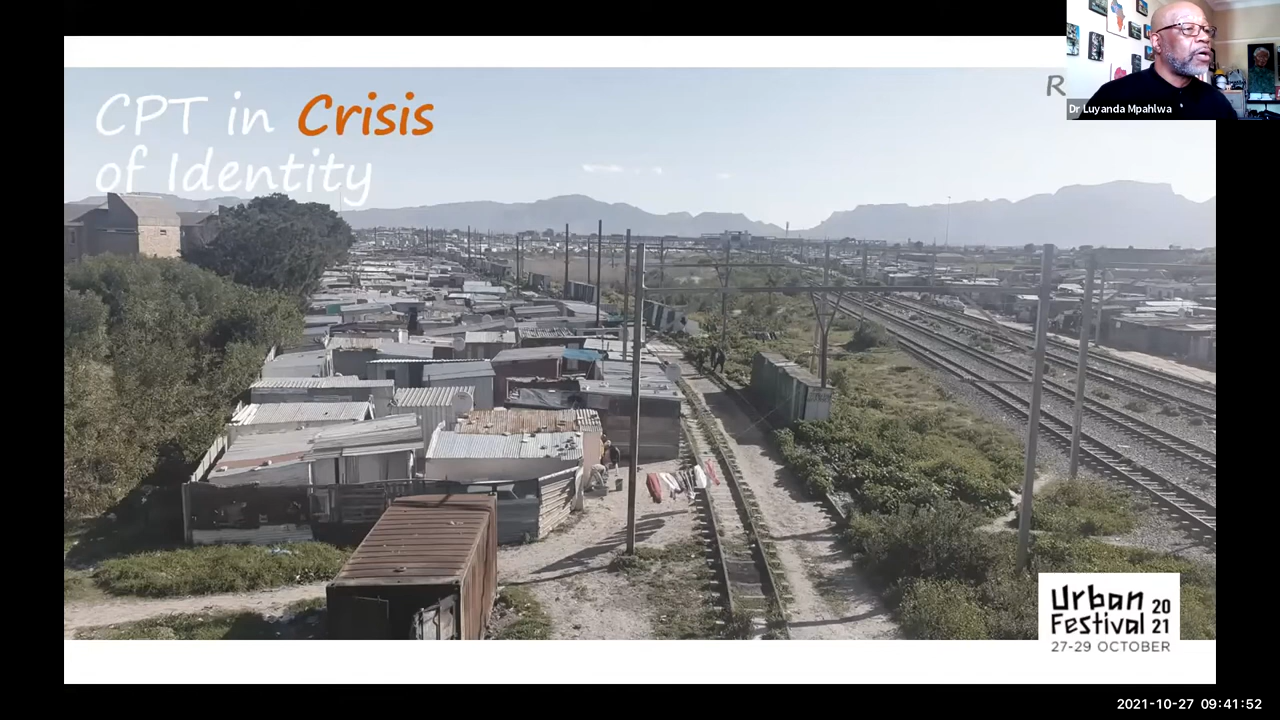 CPT in Crisis
of Identity
R
Dr Luyanda Mpahlwa
Urban 20
Festival 21
27-29 OCTOBER
2021-10-27 09:41:52